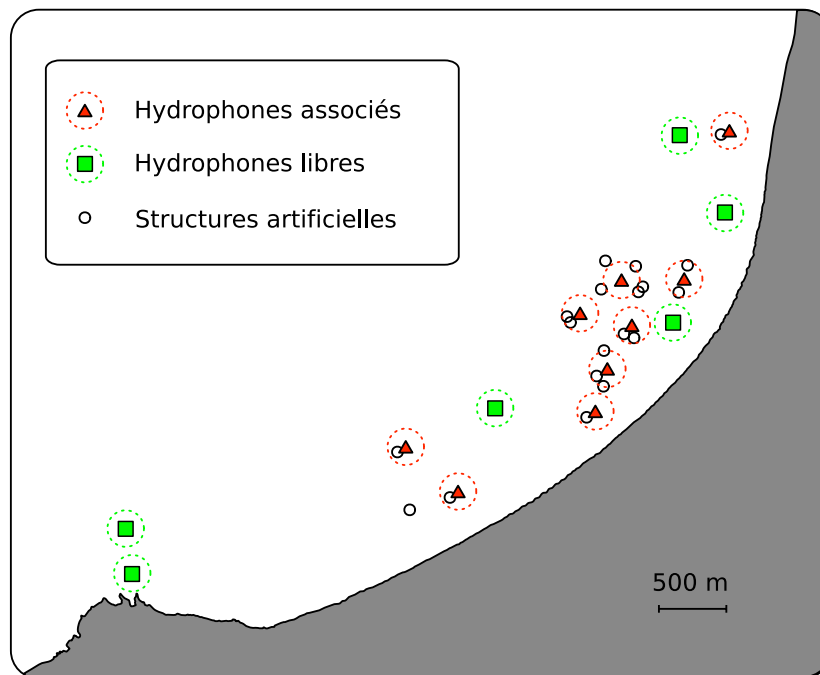 Hydrophones associés
Hydrophones libres
Structures artificielles
500 m